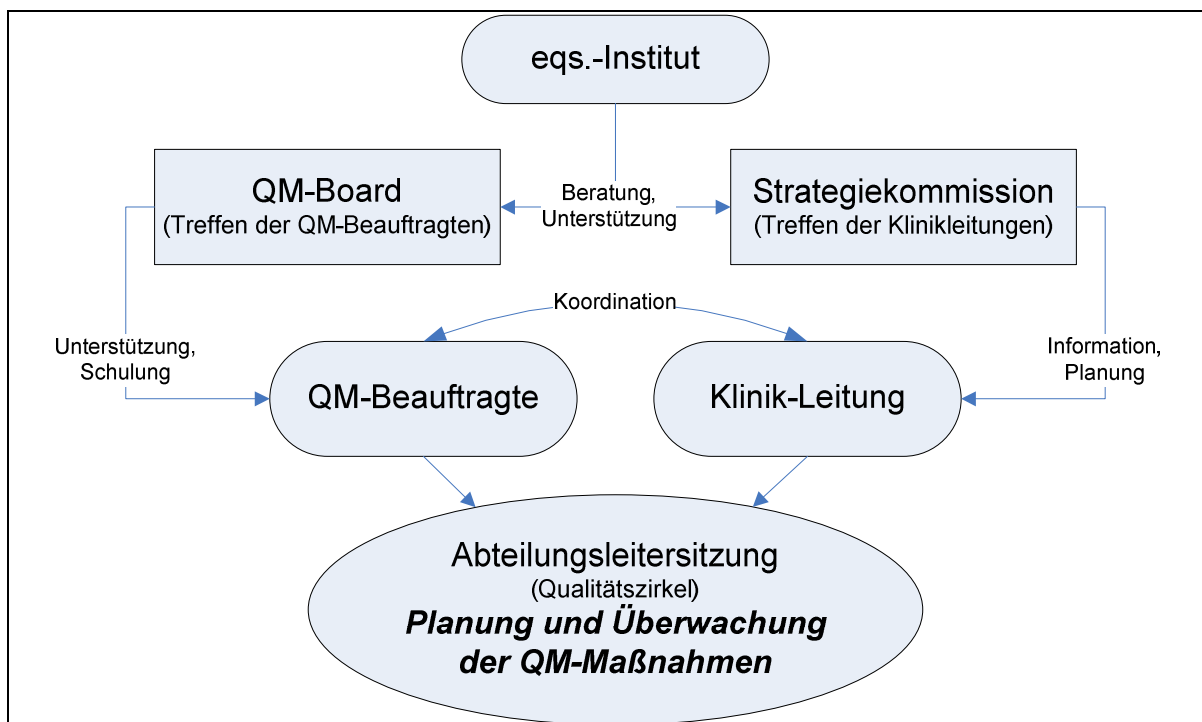 eqs.-Institut
QM-Board
(Treffen der QM-Beauftragten)
Beratung,
Unterstützung
Strategiekommission
(Treffen der Klinikleitungen)
Koordination
Unterstützung,
Schulung
QM-Beauftragte
Klinik-Leitung
Information,
Planung
Abteilungsleitersitzung
(Qualitätszirkel)
Planung und Überwachung
der QM-Maßnahmen